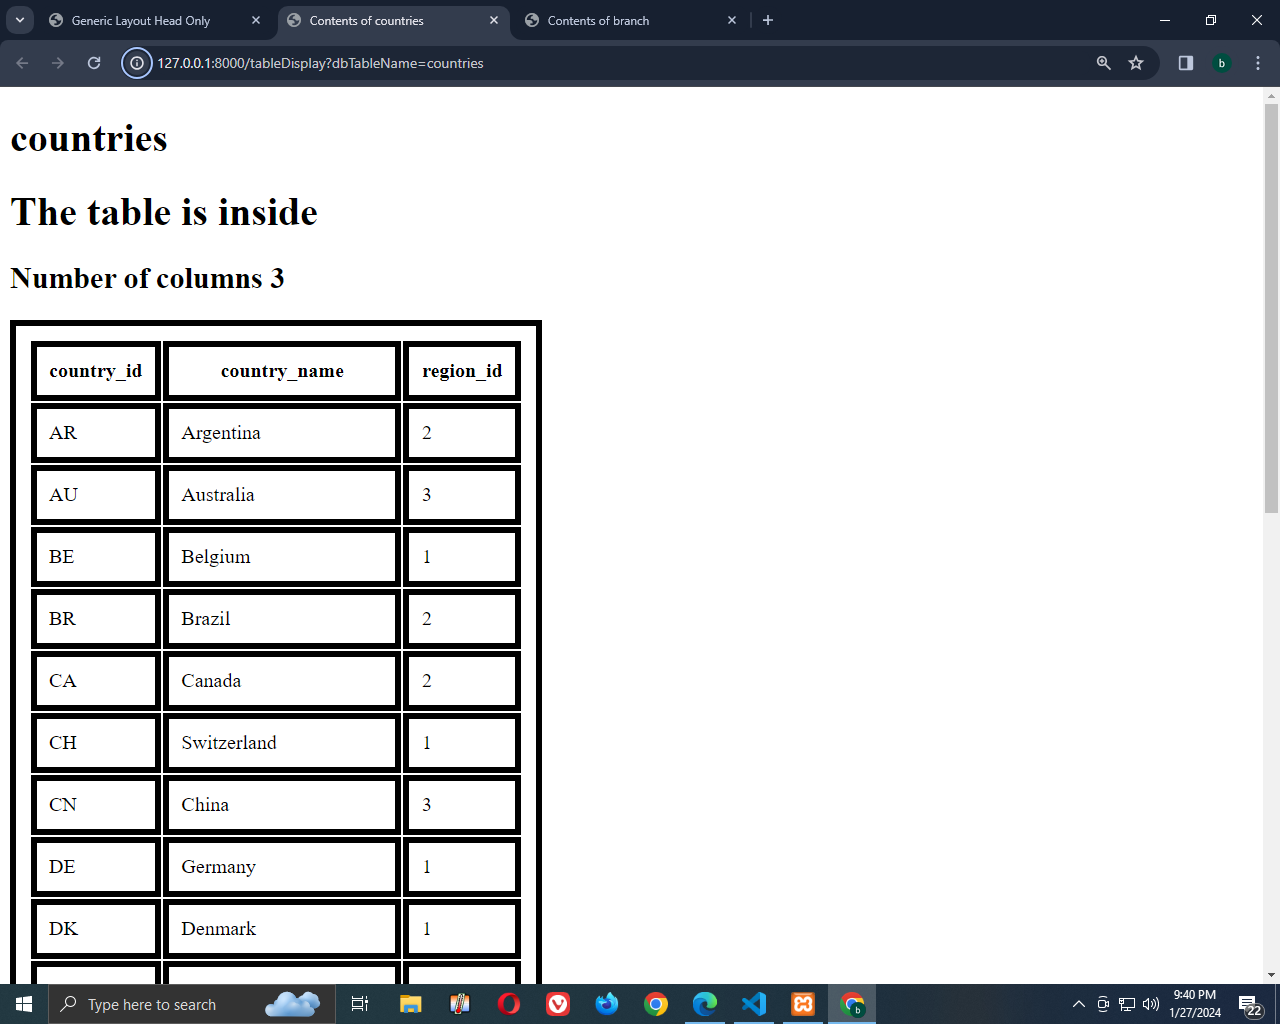 Generic Layout Head Only
Contents of countries
Contents of branch
127.0.0.1:8000/tableDisplay?dbTableName=countries
b
countries
The table is inside
Number of columns 3
country_id country_name region_id
AR Argentina 2
AU Australia 3
BE Belgium 1
BR Brazil 2
CA Canada 2
CH Switzerland 1
CN China 3
DE Germany 1
DK Denmark 1
Type here to search
b
9:40 PM
1/27/2024
22